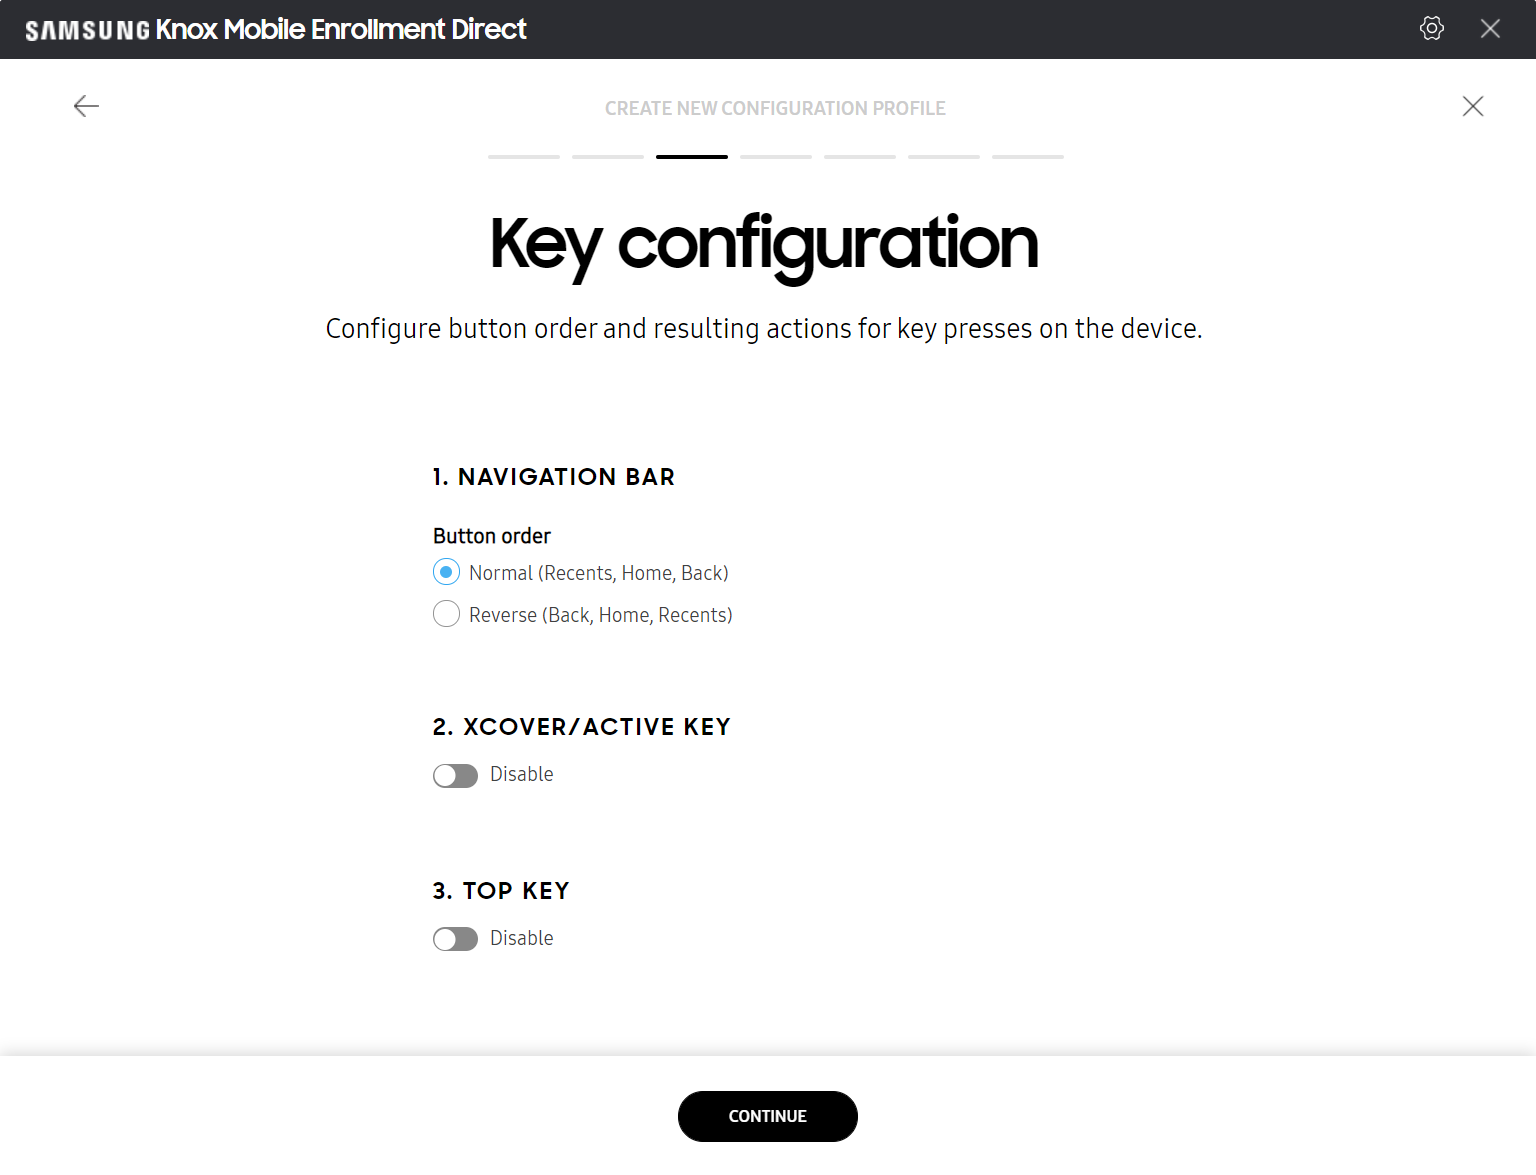 SAMSUNG Knox Mobile Enrollment Direct
CREATE NEW CONFIGURATION PROFILE
Key configuration
Configure button order and resulting actions for key presses on the device.
1. NAVIGATION BAR
Button order
Normal (Recents, Home, Back)
Reverse (Back, Home, Recents)
2. XCOVER/ACTIVE KEY
Disable
3. TOP KEY
Disable
CONTINUE